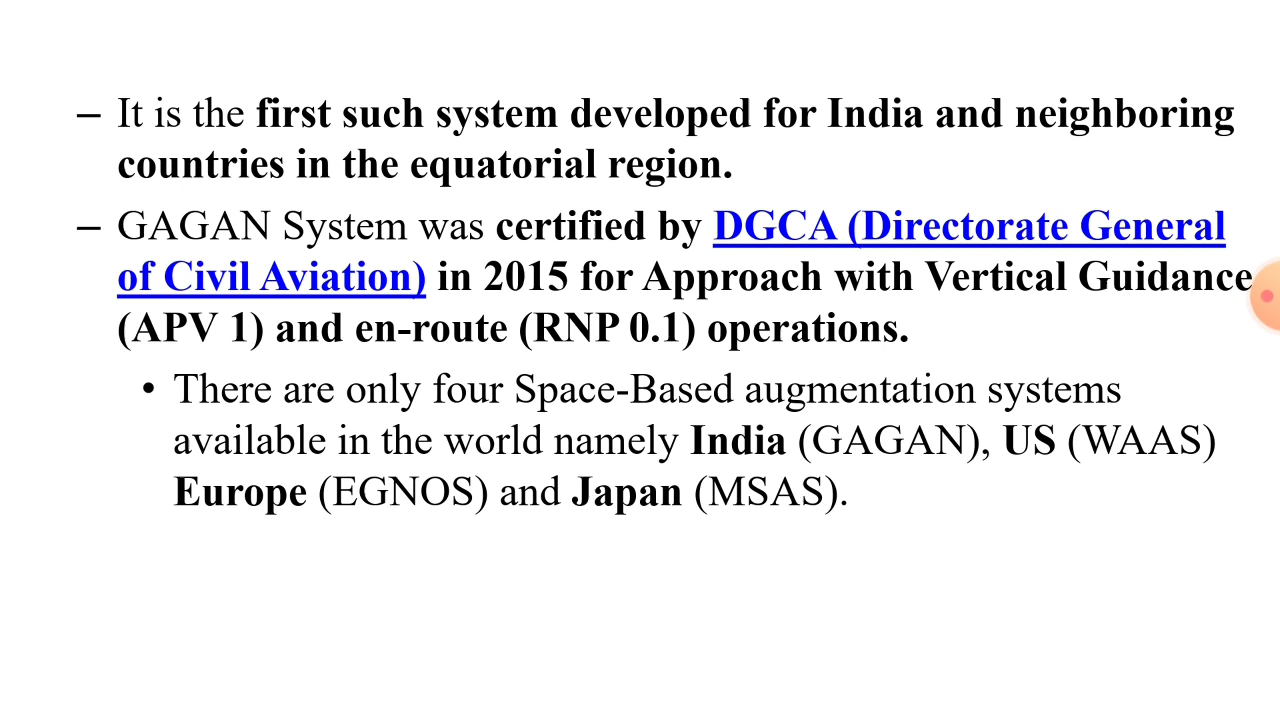 – It is the first such system developed for India and neighboring
countries in the equatorial region.
– GAGAN System was certified by DGCA (Directorate General
of Civil Aviation) in 2015 for Approach with Vertical Guidance
(APV 1) and en-route (RNP 0.1) operations.
• There are only four Space-Based augmentation systems
available in the world namely India (GAGAN), US (WAAS)
Europe (EGNOS) and Japan (MSAS).